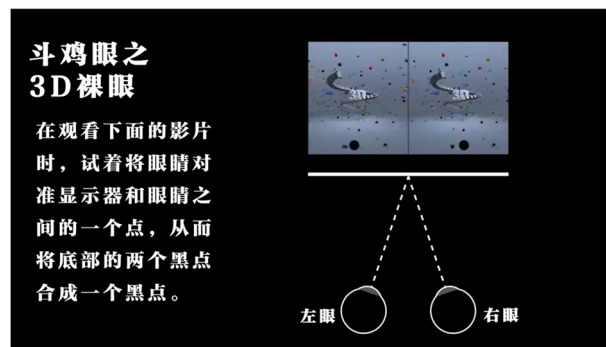 斗鸡眼之
3D裸眼
在观看下面的影片
时，试着将眼睛对
准显示器和眼睛之
间的一个点，从而
将底部的两个黑点
合成一个黑点。
3D 3D
左眼 右眼